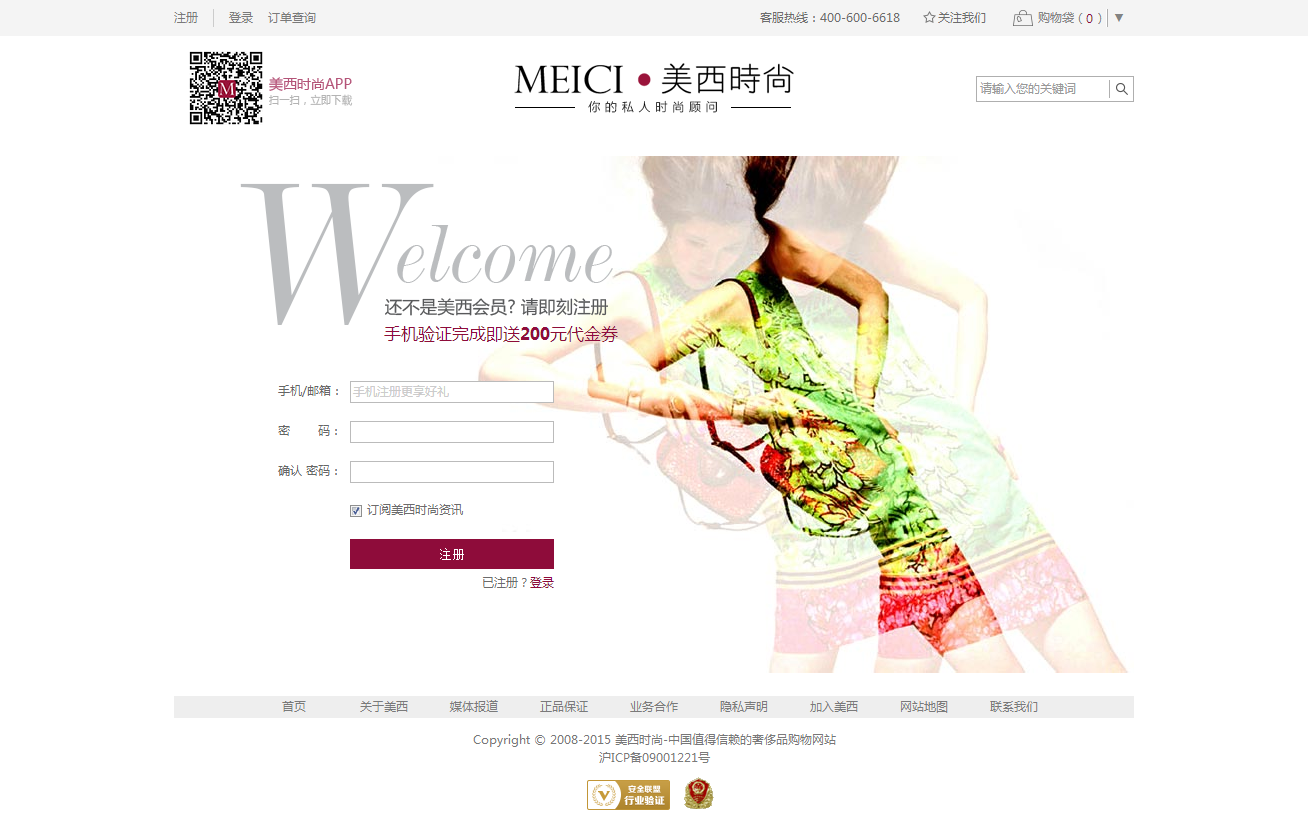 注册 登录 订单查询 客服热线：400-600-6618 关注我们 购物袋（0） ▼
美西时尚APP
扫一扫，立即下载
M
MEICI 美西時尚
你的私人时尚顾问
请输入您的关键词
Welcome
还不是美西会员? 请即刻注册
手机验证完成即送200元代金券
手机/邮箱： 手机注册更享好礼
密 码：
确认 密码：
订阅美西时尚资讯
注册
已注册？登录
首页 关于美西 媒体报道 正品保证 业务合作 隐私声明 加入美西 网站地图 联系我们
Copyright © 2008-2015 美西时尚-中国值得信赖的奢侈品购物网站
沪ICP备09001221号
安全联盟
行业验证